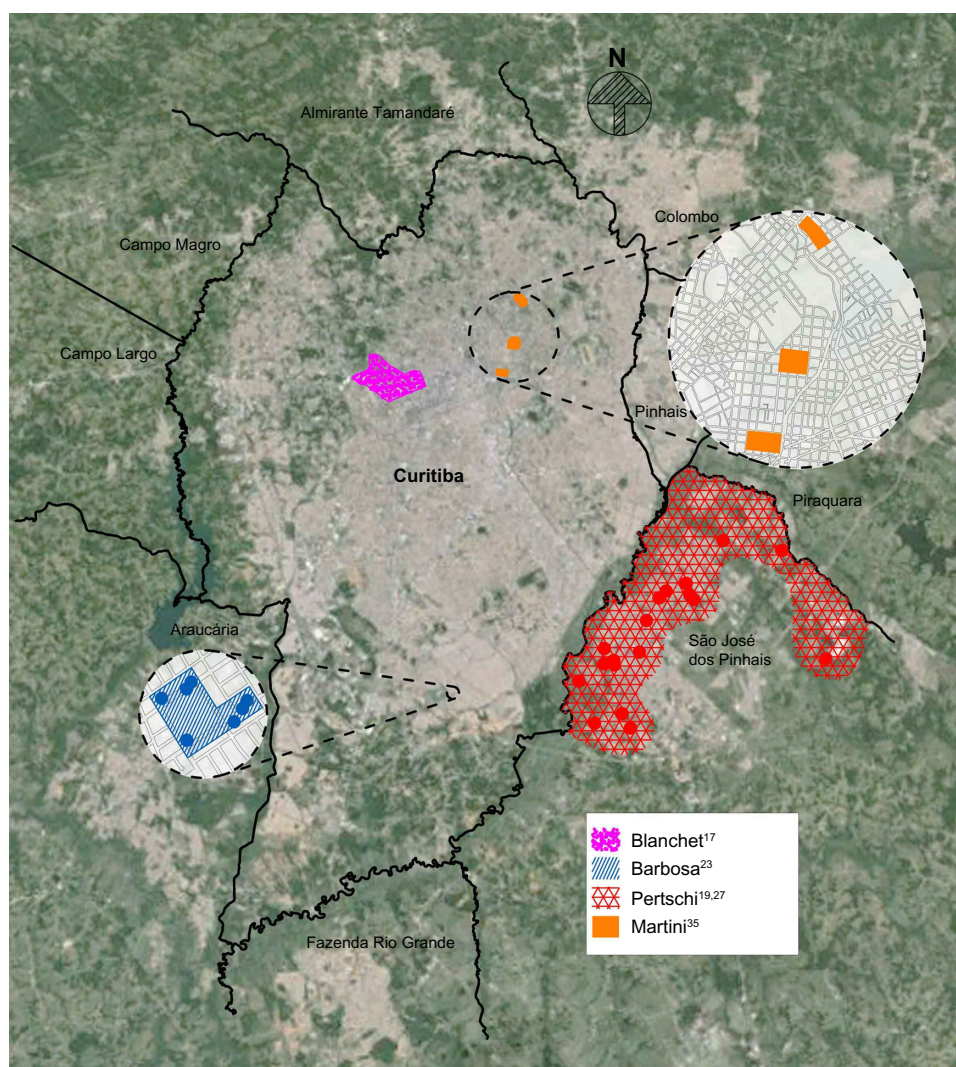 N
Almirante Tamandaré
Colombo
Campo Magro
Campo Largo
Pinhais
Curitiba
Piraquara
Araucária
São José
dos Pinhais
Blanchet17
Barbosa23
Pertschi19,27
Martini35
Fazenda Rio Grande